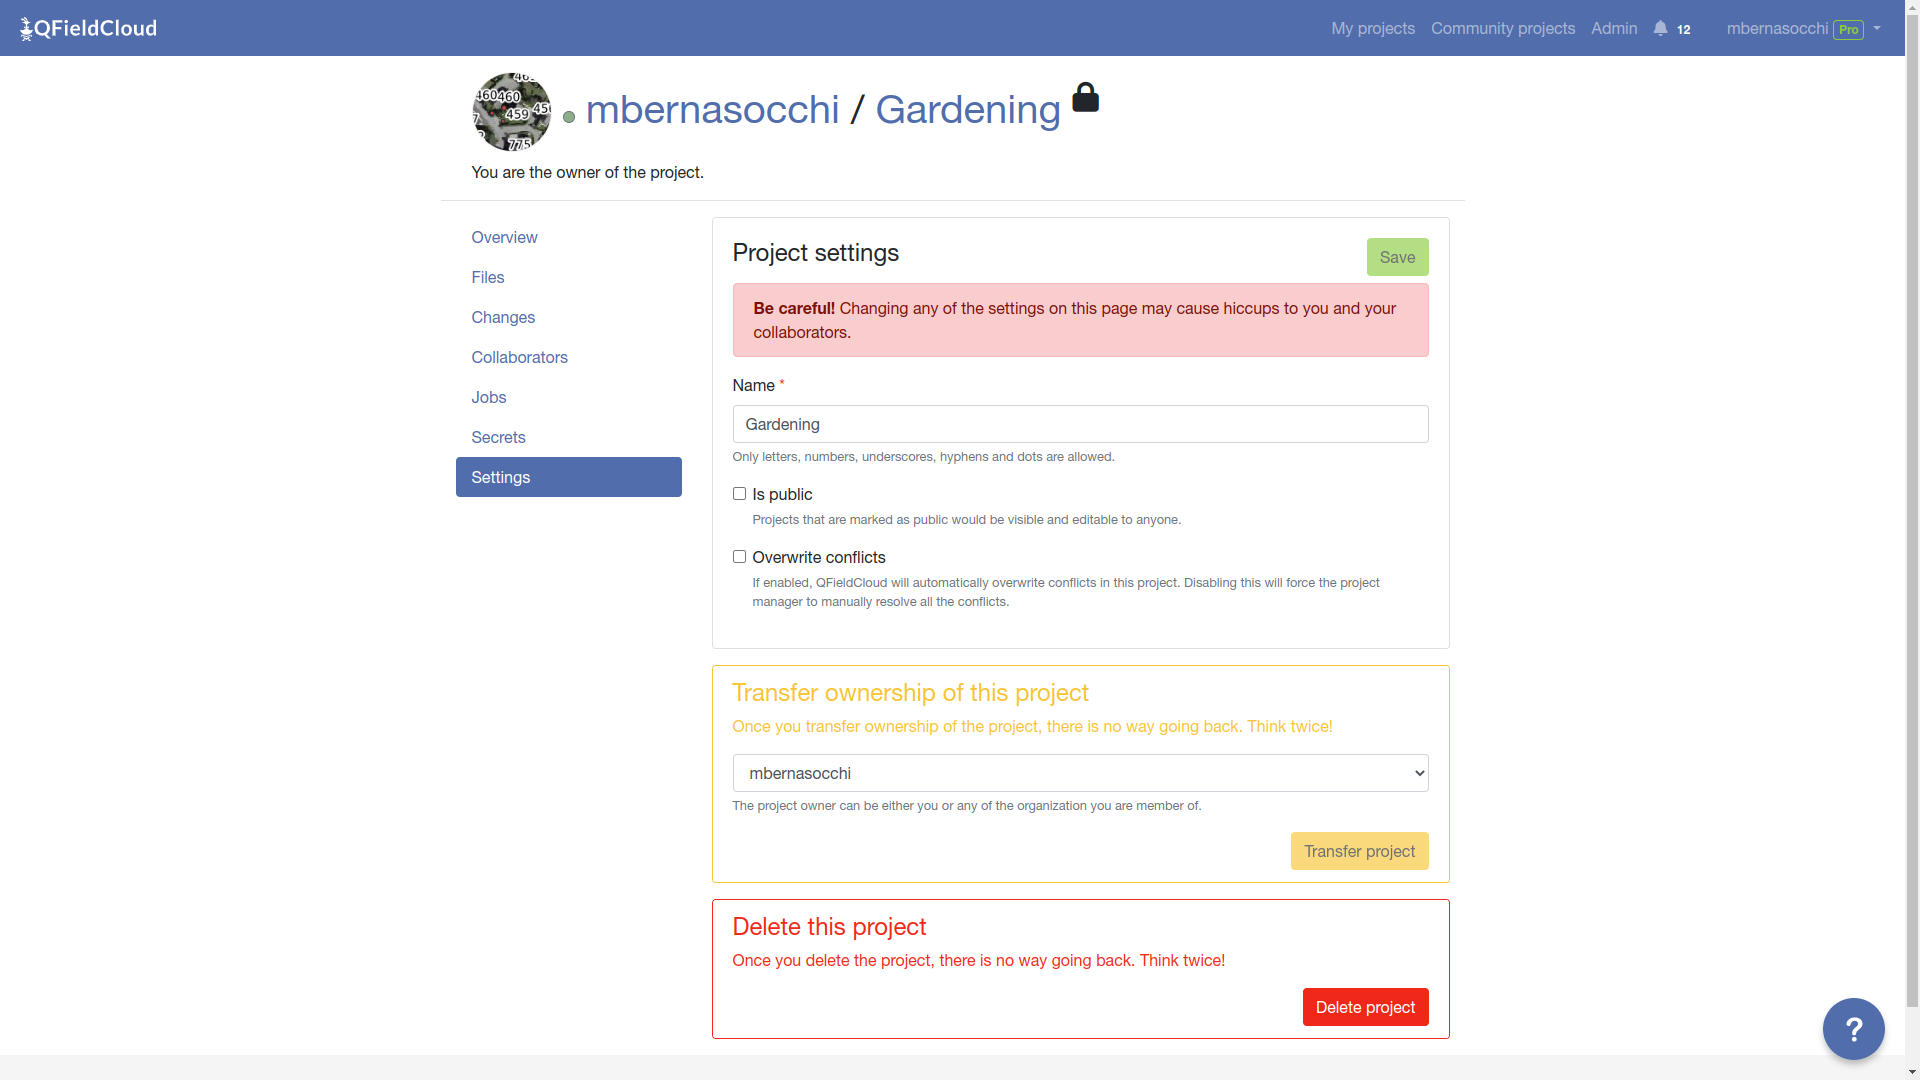 QFieldCloud
My projects Community projects Admin 12 mbernasocchi Pro
mbernasocchi / Gardening
You are the owner of the project.
Overview
Files
Changes
Collaborators
Jobs
Secrets
Settings
Project settings
Save
Be careful! Changing any of the settings on this page may cause hiccups to you and your
collaborators.
Name *
Gardening
Only letters, numbers, underscores, hyphens and dots are allowed.
Is public
Projects that are marked as public would be visible and editable to anyone.
Overwrite conflicts
If enabled, QFieldCloud will automatically overwrite conflicts in this project. Disabling this will force the project
manager to manually resolve all the conflicts.
Transfer ownership of this project
Once you transfer ownership of the project, there is no way going back. Think twice!
mbernasocchi
The project owner can be either you or any of the organization you are member of.
Transfer project
Delete this project
Once you delete the project, there is no way going back. Think twice!
Delete project
?